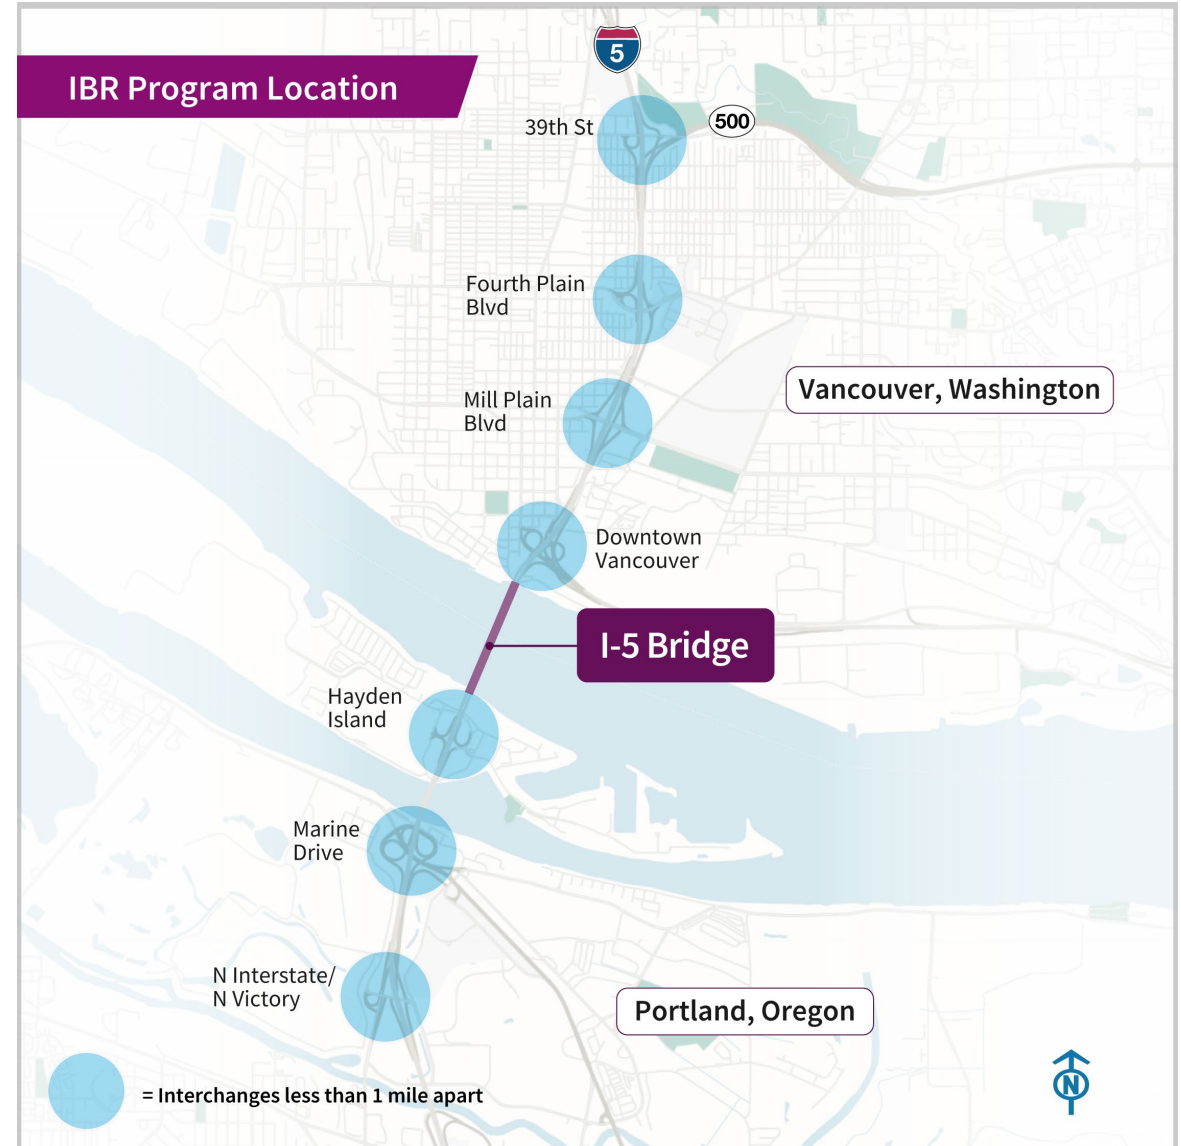 5
IBR Program Location
39th St
500
Fourth Plain
Blvd
Vancouver, Washington
Mill Plain
Blvd
Downtown
Vancouver
I-5 Bridge
Hayden
Island
Marine
Drive
N Interstate/
N Victory
Portland, Oregon
= Interchanges less than 1 mile apart
N